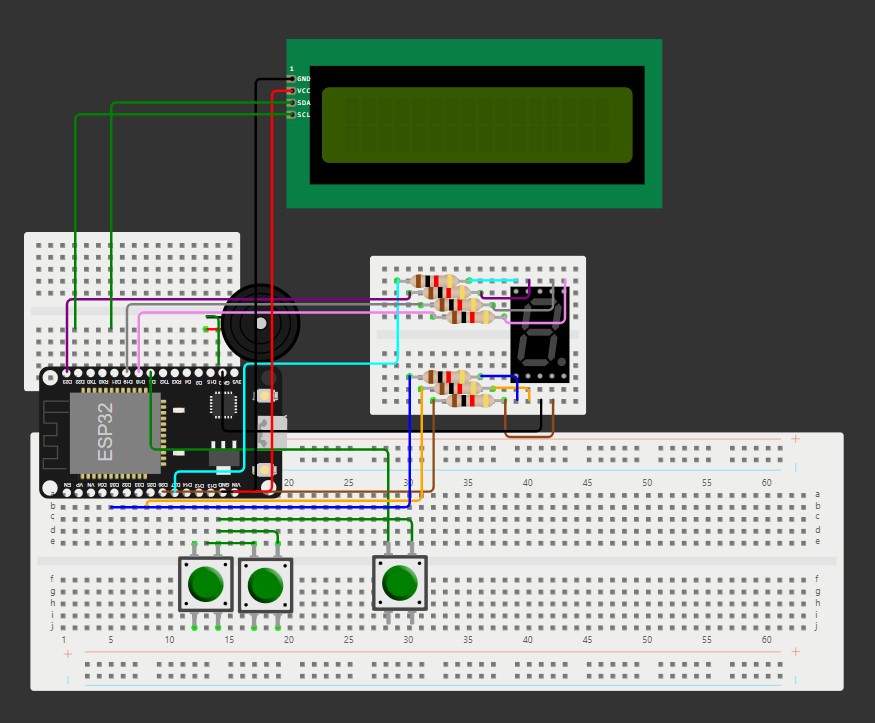 1
GND
VCC
SDA
SCL
3V3 GND D15 D2 D4 RX2 TX2 D5 D18 D19 D21 RX0 TX0 D22 D23
ESP32
EN VP VN D34 D35 D32 D33 D25 D26 D27 D14 D12 D13 GND VIN
+
20 25 30 35 40 45 50 55 60
a a
b b
c c
d d
e e
f f
g g
h h
i i
j j
1 5 10 15 20 25 30 35 40 45 50 55 60
+ +